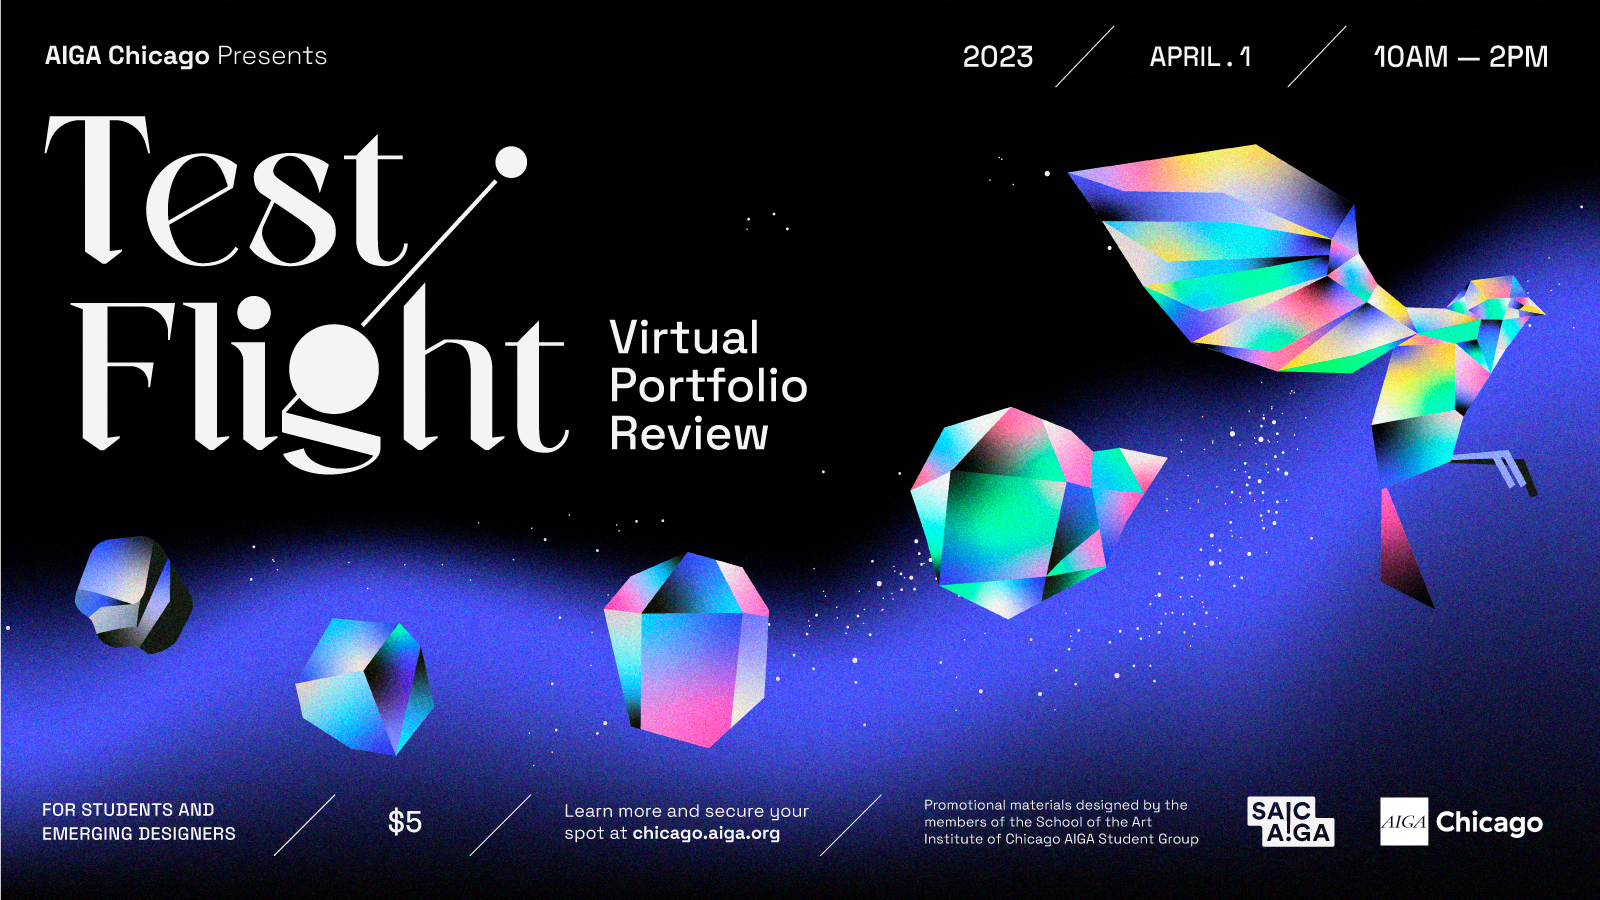 AIGA Chicago Presents
2023 / APRIL.1 / 10AM — 2PM
Test
Flight
Virtual
Portfolio
Review
FOR STUDENTS AND
EMERGING DESIGNERS
$5
Learn more and secure your
spot at chicago.aiga.org
Promotional materials designed by the
members of the School of the Art
Institute of Chicago AIGA Student Group
SAIC
AIGA
AIGA Chicago